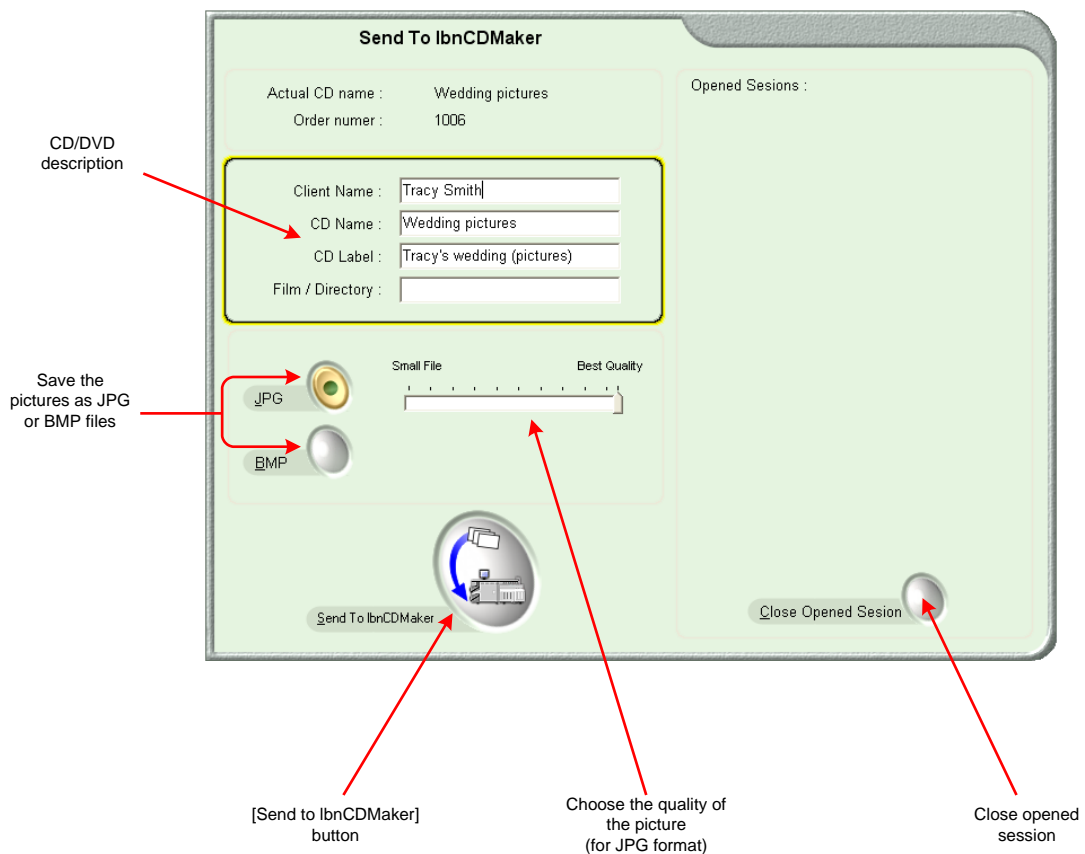 Send To IbnCDMaker
Actual CD name : Wedding pictures
Order numer : 1006
Opened Sesions :
CD/DVD
description
Client Name : Tracy Smith
CD Name : Wedding pictures
CD Label : Tracy's wedding (pictures)
Film / Directory :
Save the
pictures as JPG
or BMP files
JPG
BMP
Small File Best Quality
Send To IbnCDMaker
Close Opened Sesion
[Send to IbnCDMaker]
button
Choose the quality of
the picture
(for JPG format)
Close opened
session